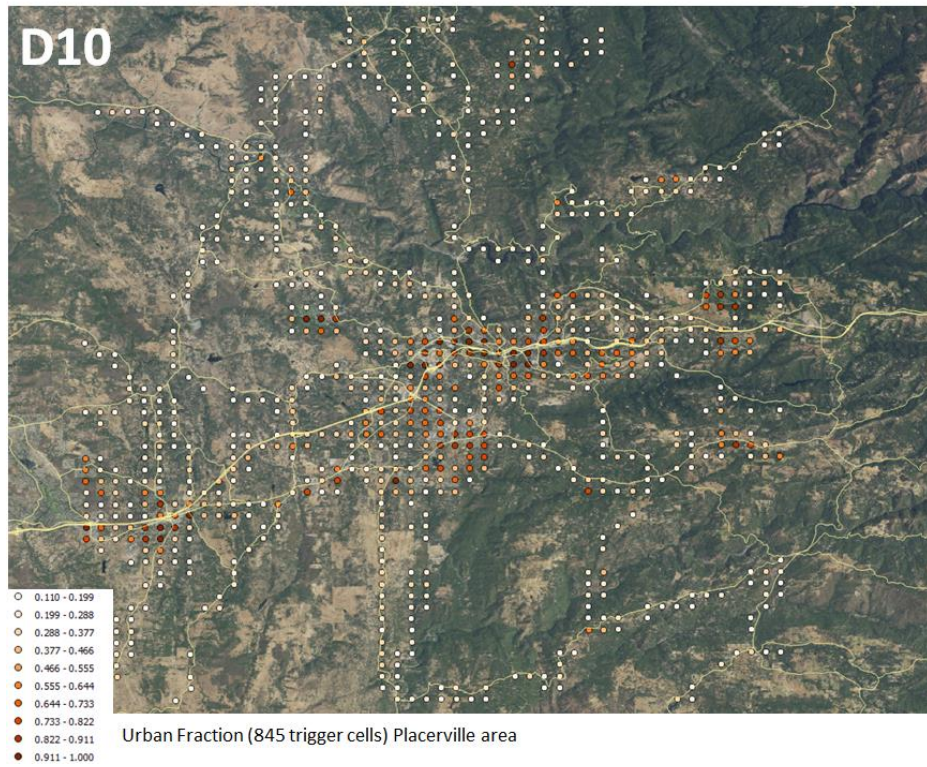 D10
0.110 - 0.199
0.199 - 0.288
0.288 - 0.377
0.377 - 0.466
0.466 - 0.555
0.555 - 0.644
0.644 - 0.733
0.733 - 0.822
0.822 - 0.911
0.911 - 1.000
Urban Fraction (845 trigger cells) Placerville area